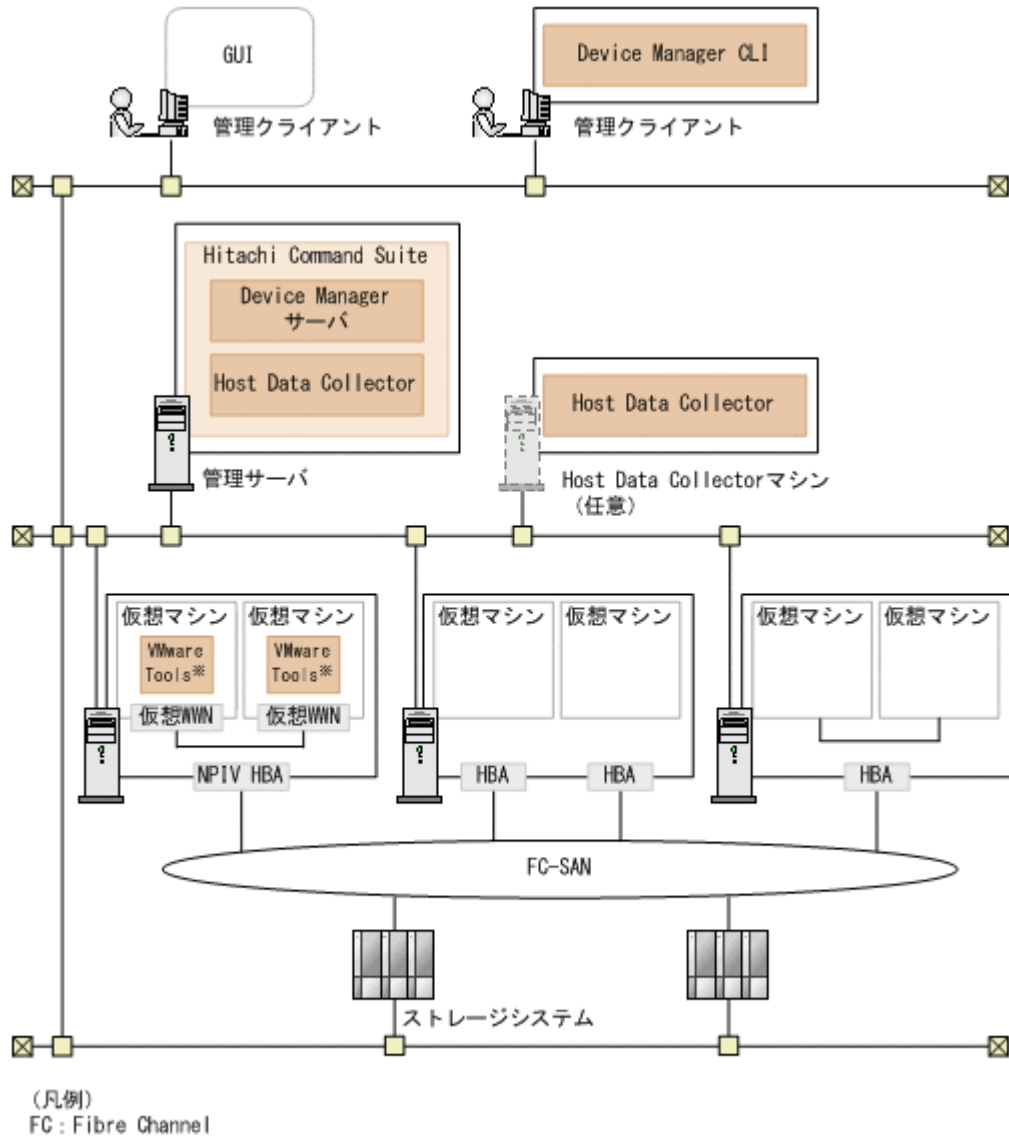 GUI
Device Manager CLI
管理クライアント
管理クライアント
Hitachi Command Suite
Device Manager
サーバ
Host Data Collector
Host Data Collector
管理サーバ
Host Data Collectorマシン
（任意）
仮想マシン
仮想マシン
仮想マシン
仮想マシン
仮想マシン
仮想マシン
VMware
Tools※
VMware
Tools※
仮想WWN
仮想WWN
NPIV HBA
HBA
HBA
HBA
FC-SAN
ストレージシステム
（凡例）
FC：Fibre Channel